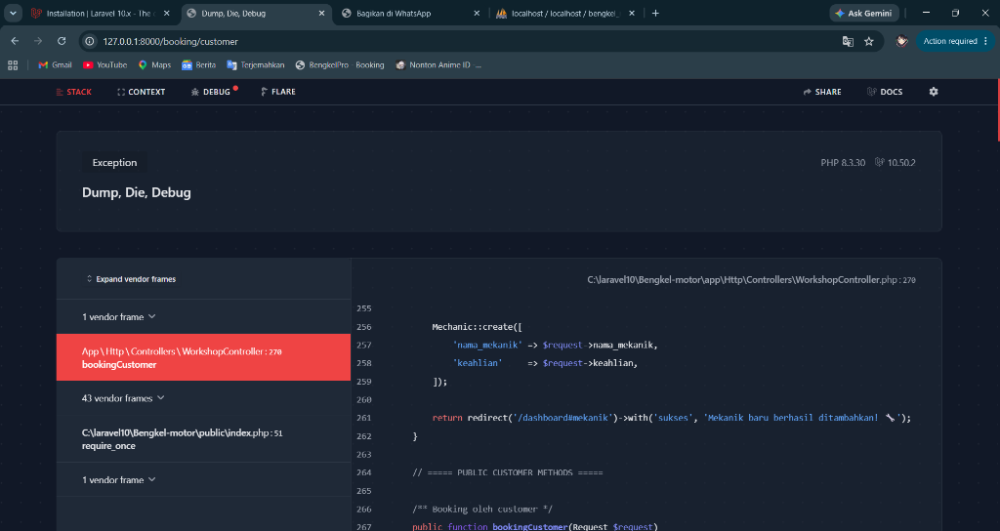 Installation | Laravel 10.x - The
Dump, Die, Debug
Bagikan di WhatsApp
localhost / localhost / bengkel_
Ask Gemini
127.0.0.1:8000/booking/customer
Action required
Gmail
YouTube
Maps
Berita
Terjemahkan
BengkelPro - Booking
Nonton Anime ID ...
STACK
CONTEXT
DEBUG
FLARE
SHARE
DOCS
Exception
PHP 8.3.30
10.50.2
Dump, Die, Debug
Expand vendor frames
C:\laravel10\Bengkel-motor\app\Http\Controllers\WorkshopController.php : 270
1 vendor frame
App \ Http \ Controllers \ WorkshopController : 270
bookingCustomer
43 vendor frames
C:\laravel10\Bengkel-motor\public\index.php : 51
require_once
1 vendor frame
255
256 Mechanic::create([
257 'nama_mekanik' => $request->nama_mekanik,
258 'keahlian' => $request->keahlian,
259 ]);
260
261 return redirect('/dashboard#mekanik')->with('sukses', 'Mekanik baru berhasil ditambahkan! 🔧');
262 }
263
264 // ===== PUBLIC CUSTOMER METHODS =====
265
266 /** Booking oleh customer */
267 public function bookingCustomer(Request $request)